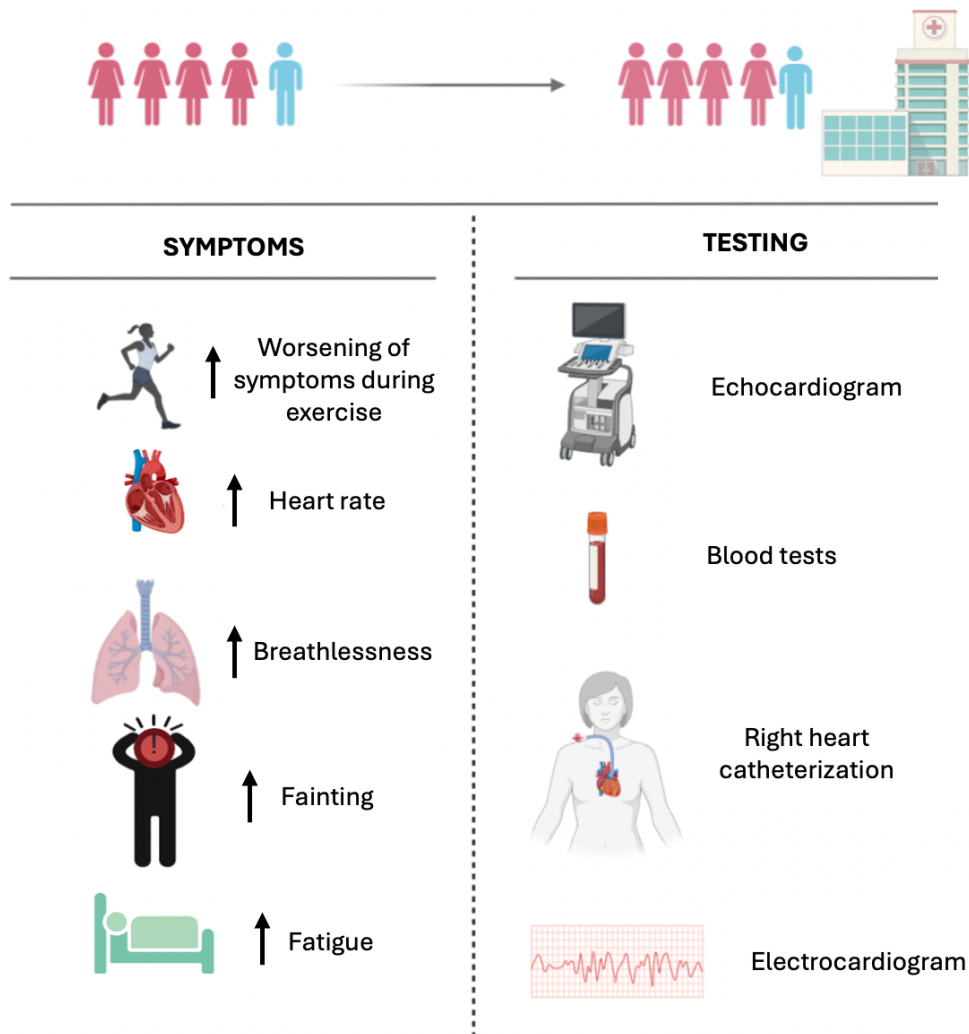 SYMPTOMS
Worsening of
symptoms during
exercise
Heart rate
Breathlessness
Fainting
Fatigue
TESTING
Echocardiogram
Blood tests
Right heart
catheterization
Electrocardiogram